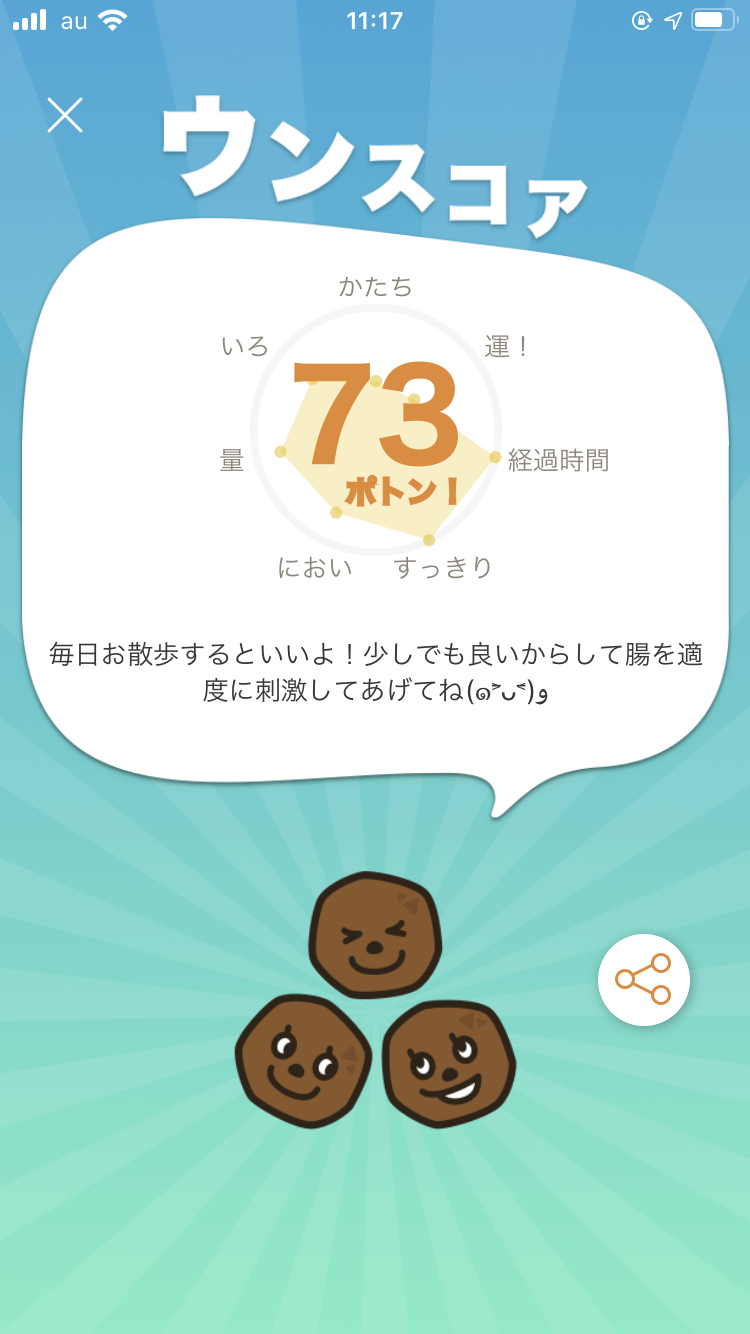 au 11:17
ウンスコア
かたち
いろ 運！
73
ポトン！
量 経過時間
におい すっきり
毎日お散歩するといいよ！少しでも良いからして腸を適
度に刺激してあげてね(๑˃̵ᴗ˂̵)و